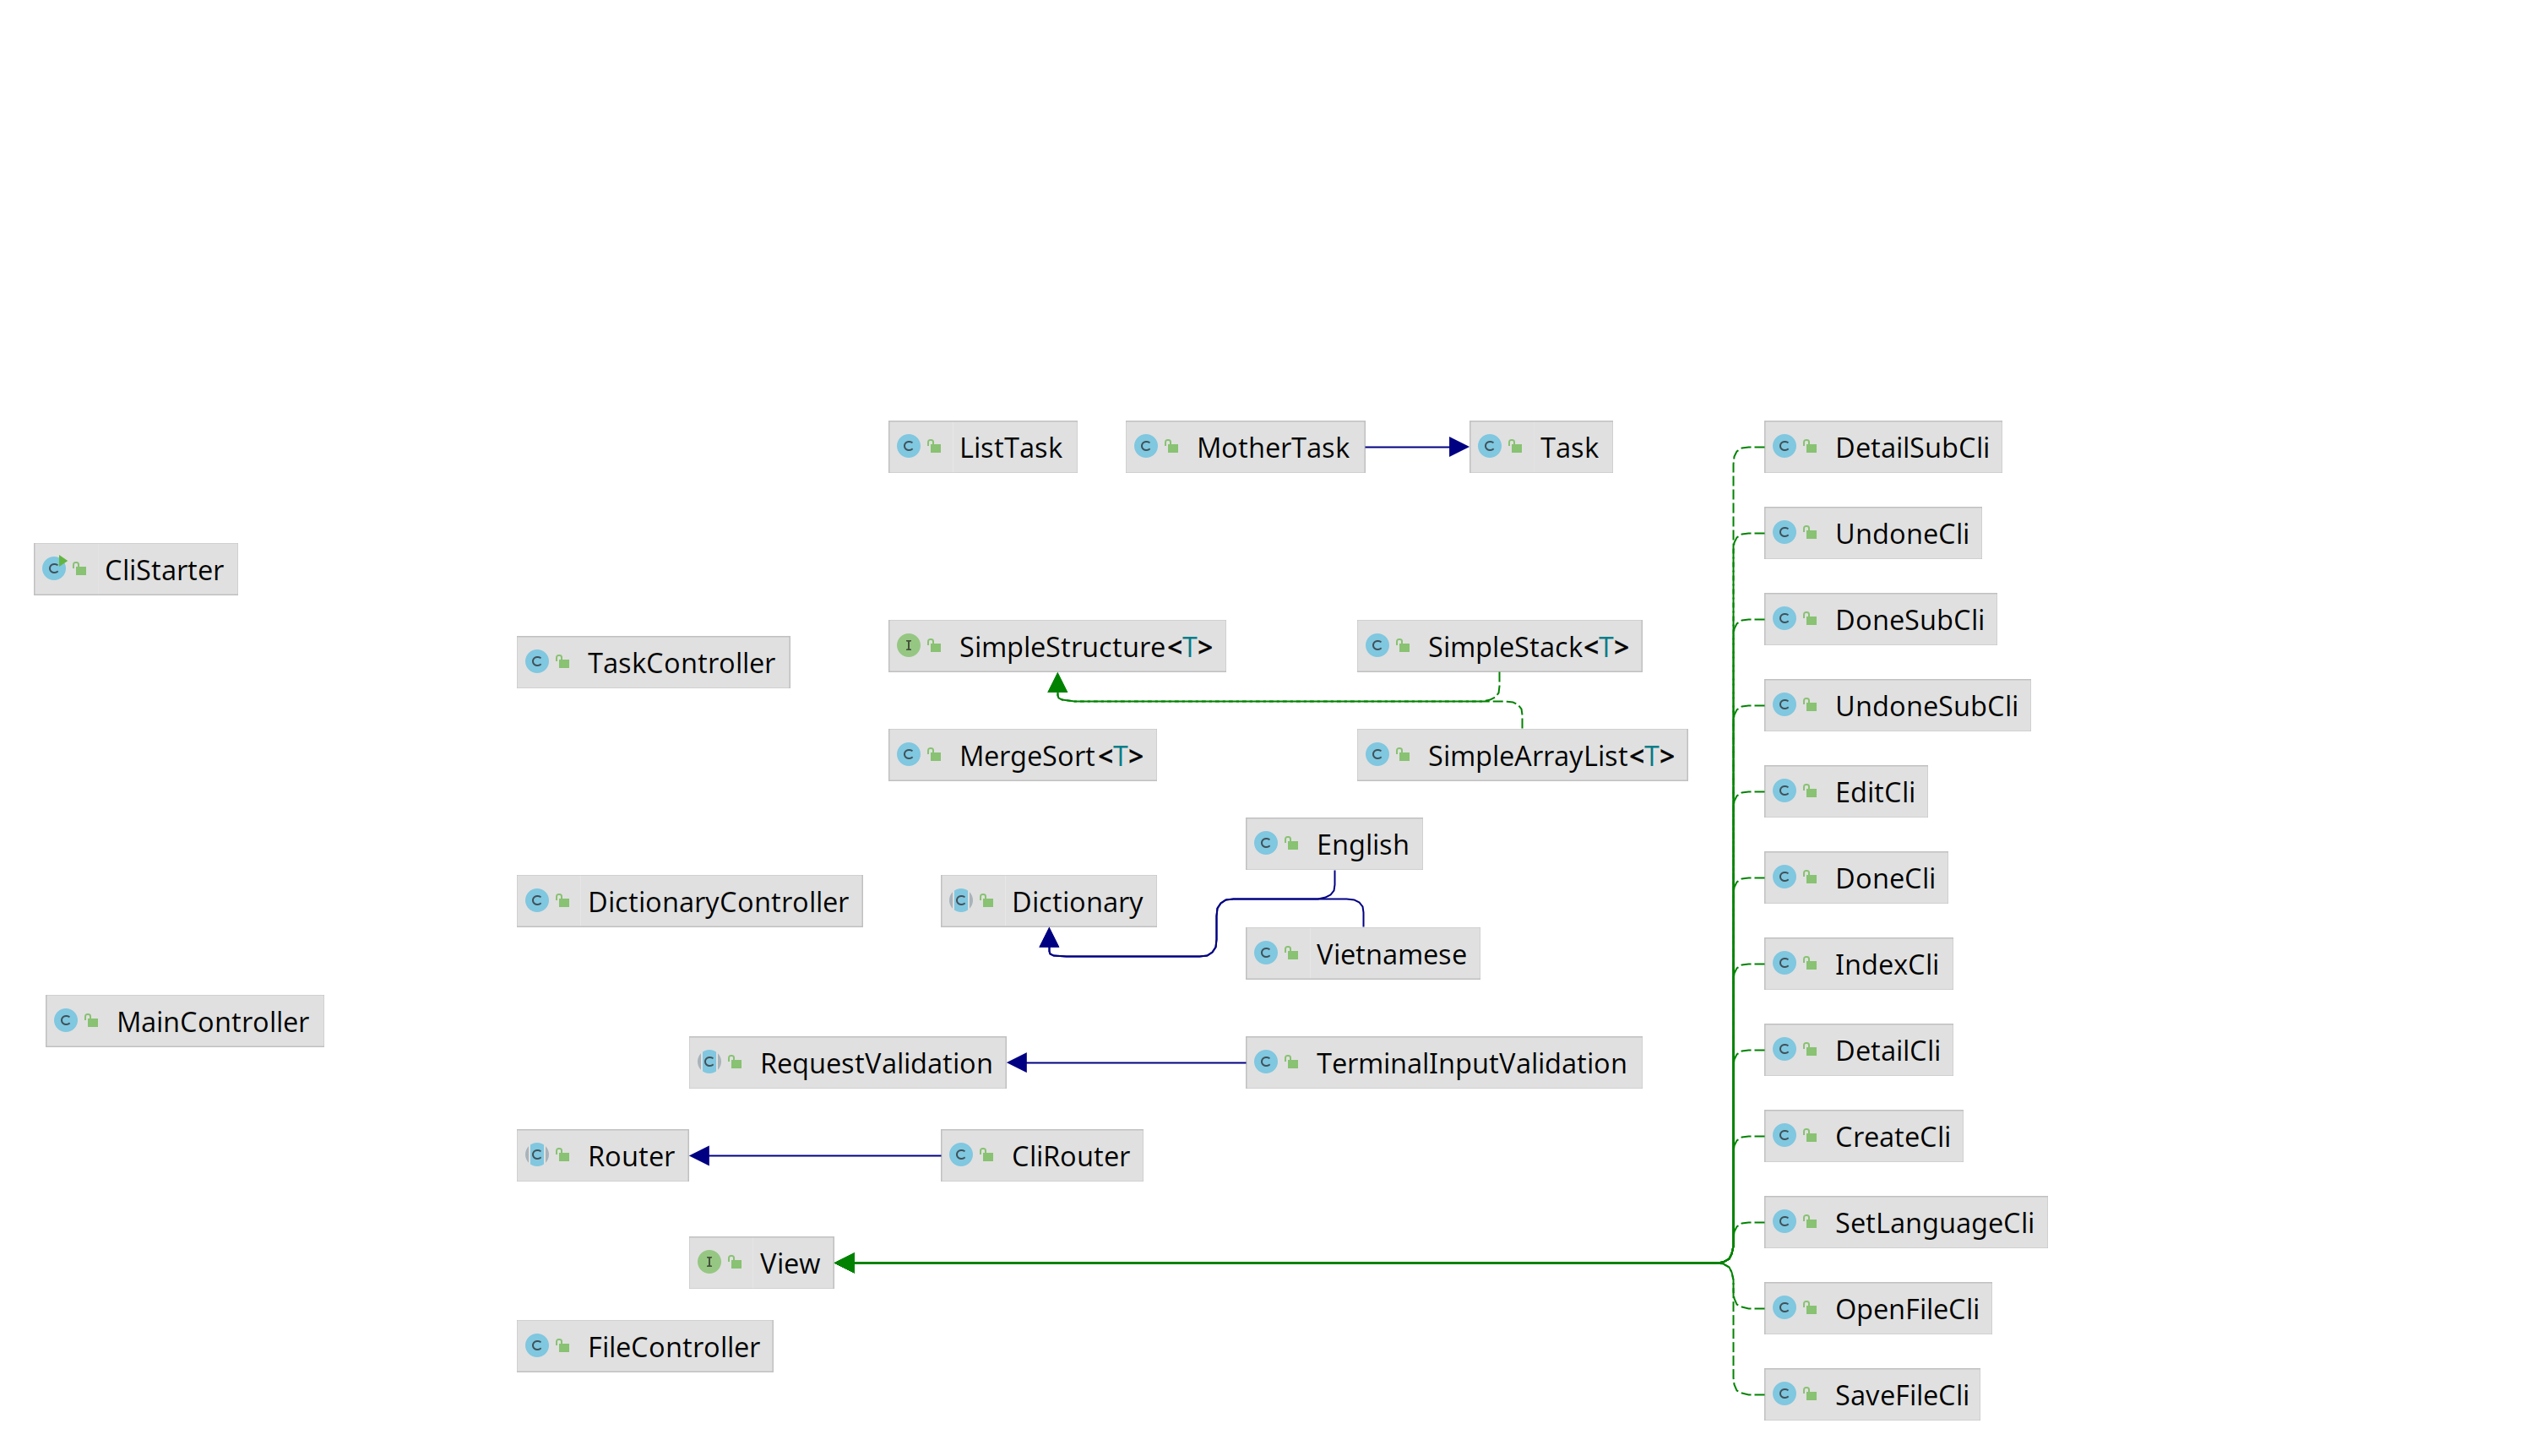 ListTask
MotherTask
Task
DetailSubCli
UndoneCli
CliStarter
DoneSubCli
TaskController
SimpleStructure<T>
SimpleStack<T>
UndoneSubCli
MergeSort<T>
SimpleArrayList<T>
EditCli
English
DictionaryController
Dictionary
DoneCli
Vietnamese
IndexCli
MainController
RequestValidation
TerminalInputValidation
DetailCli
Router
CliRouter
CreateCli
SetLanguageCli
View
OpenFileCli
FileController
SaveFileCli